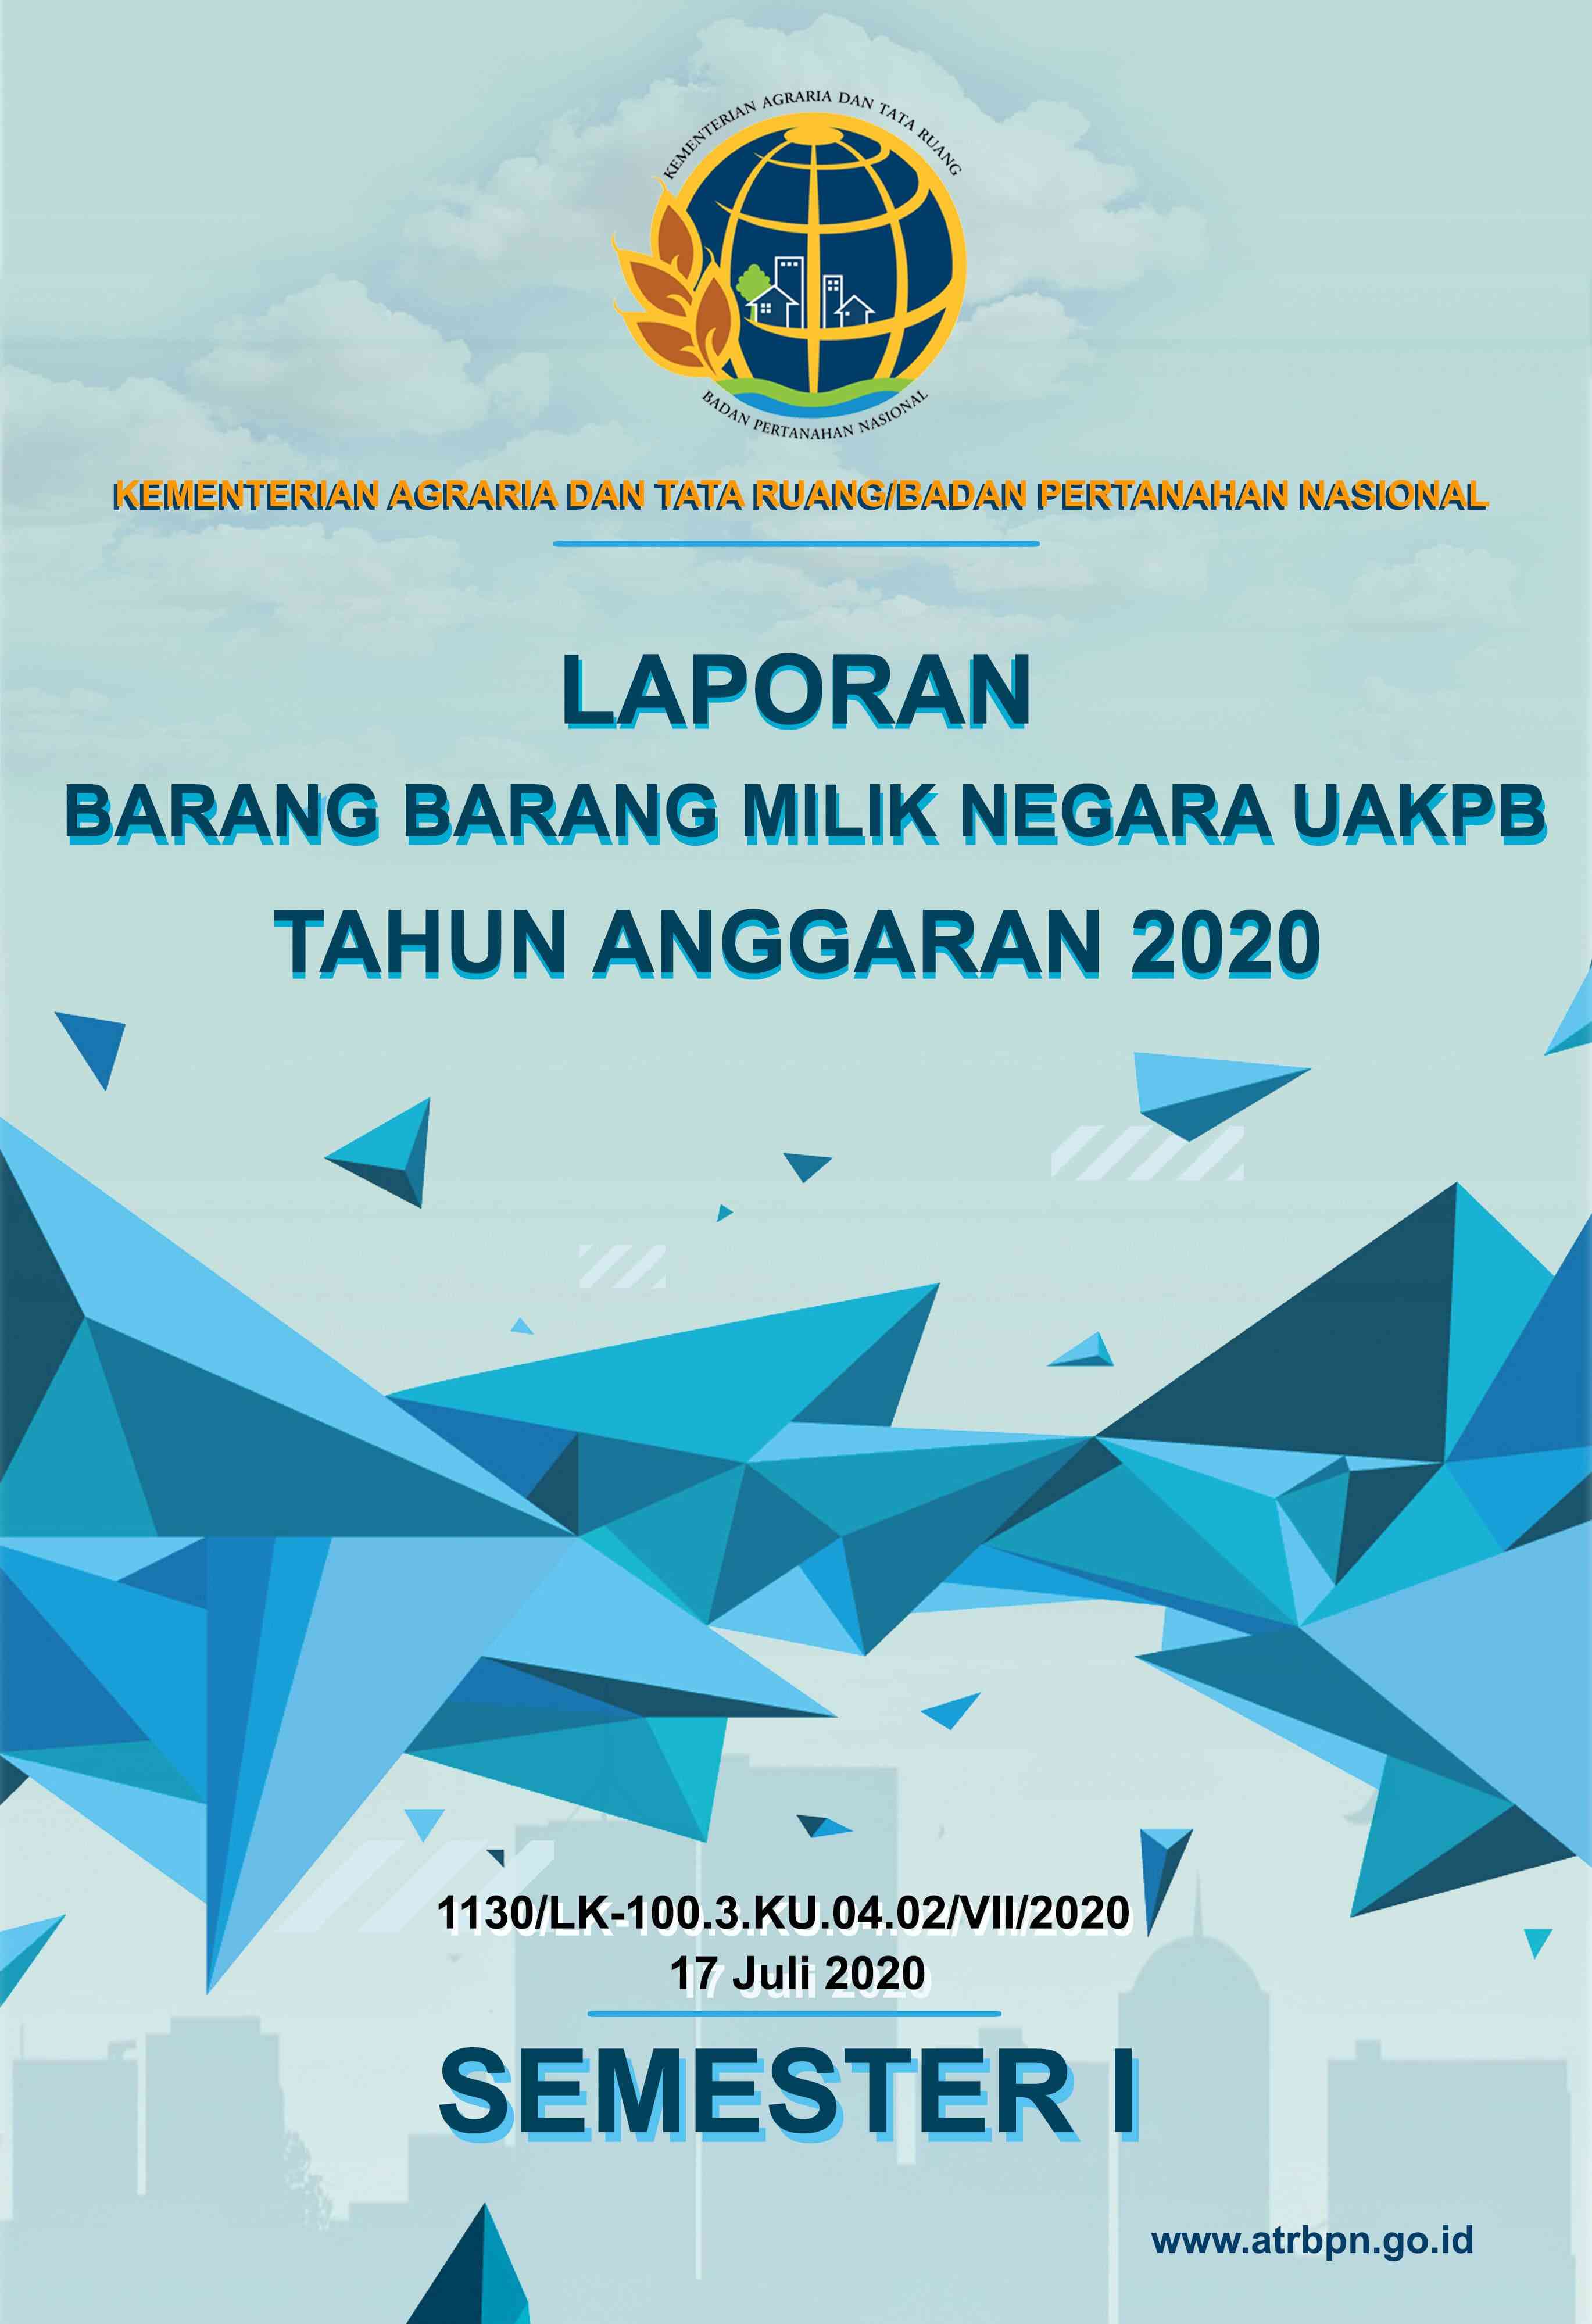 KEMENTERIAN AGRARIA DAN TATA RUANG
BADAN PERTANAHAN NASIONAL
KEMENTERIAN AGRARIA DAN TATA RUANG/BADAN PERTANAHAN NASIONAL
LAPORAN
BARANG BARANG MILIK NEGARA UAKPB
TAHUN ANGGARAN 2020
1130/LK-100.3.KU.04.02/VII/2020
17 Juli 2020
SEMESTER I
www.atrbpn.go.id